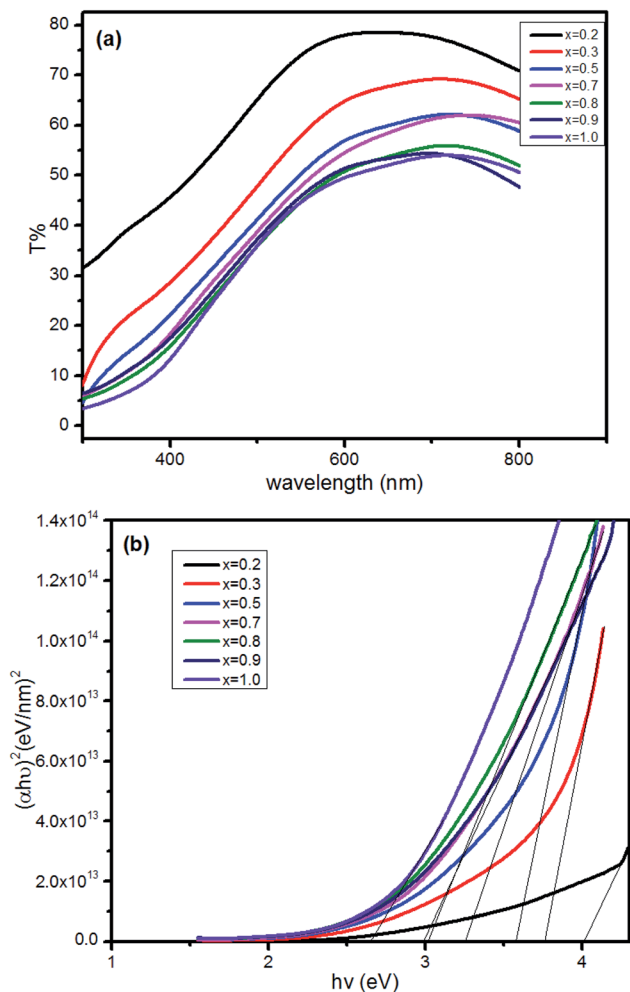 (a)
T%
80
70
60
50
40
30
20
10
0
400
600
800
wavelength (nm)
x=0.2
x=0.3
x=0.5
x=0.7
x=0.8
x=0.9
x=1.0
(b)
(αhυ)²(eV/nm)²
1.4x10¹⁴
1.2x10¹⁴
1.0x10¹⁴
8.0x10¹³
6.0x10¹³
4.0x10¹³
2.0x10¹³
0.0
1
2
3
4
hν (eV)
x=0.2
x=0.3
x=0.5
x=0.7
x=0.8
x=0.9
x=1.0